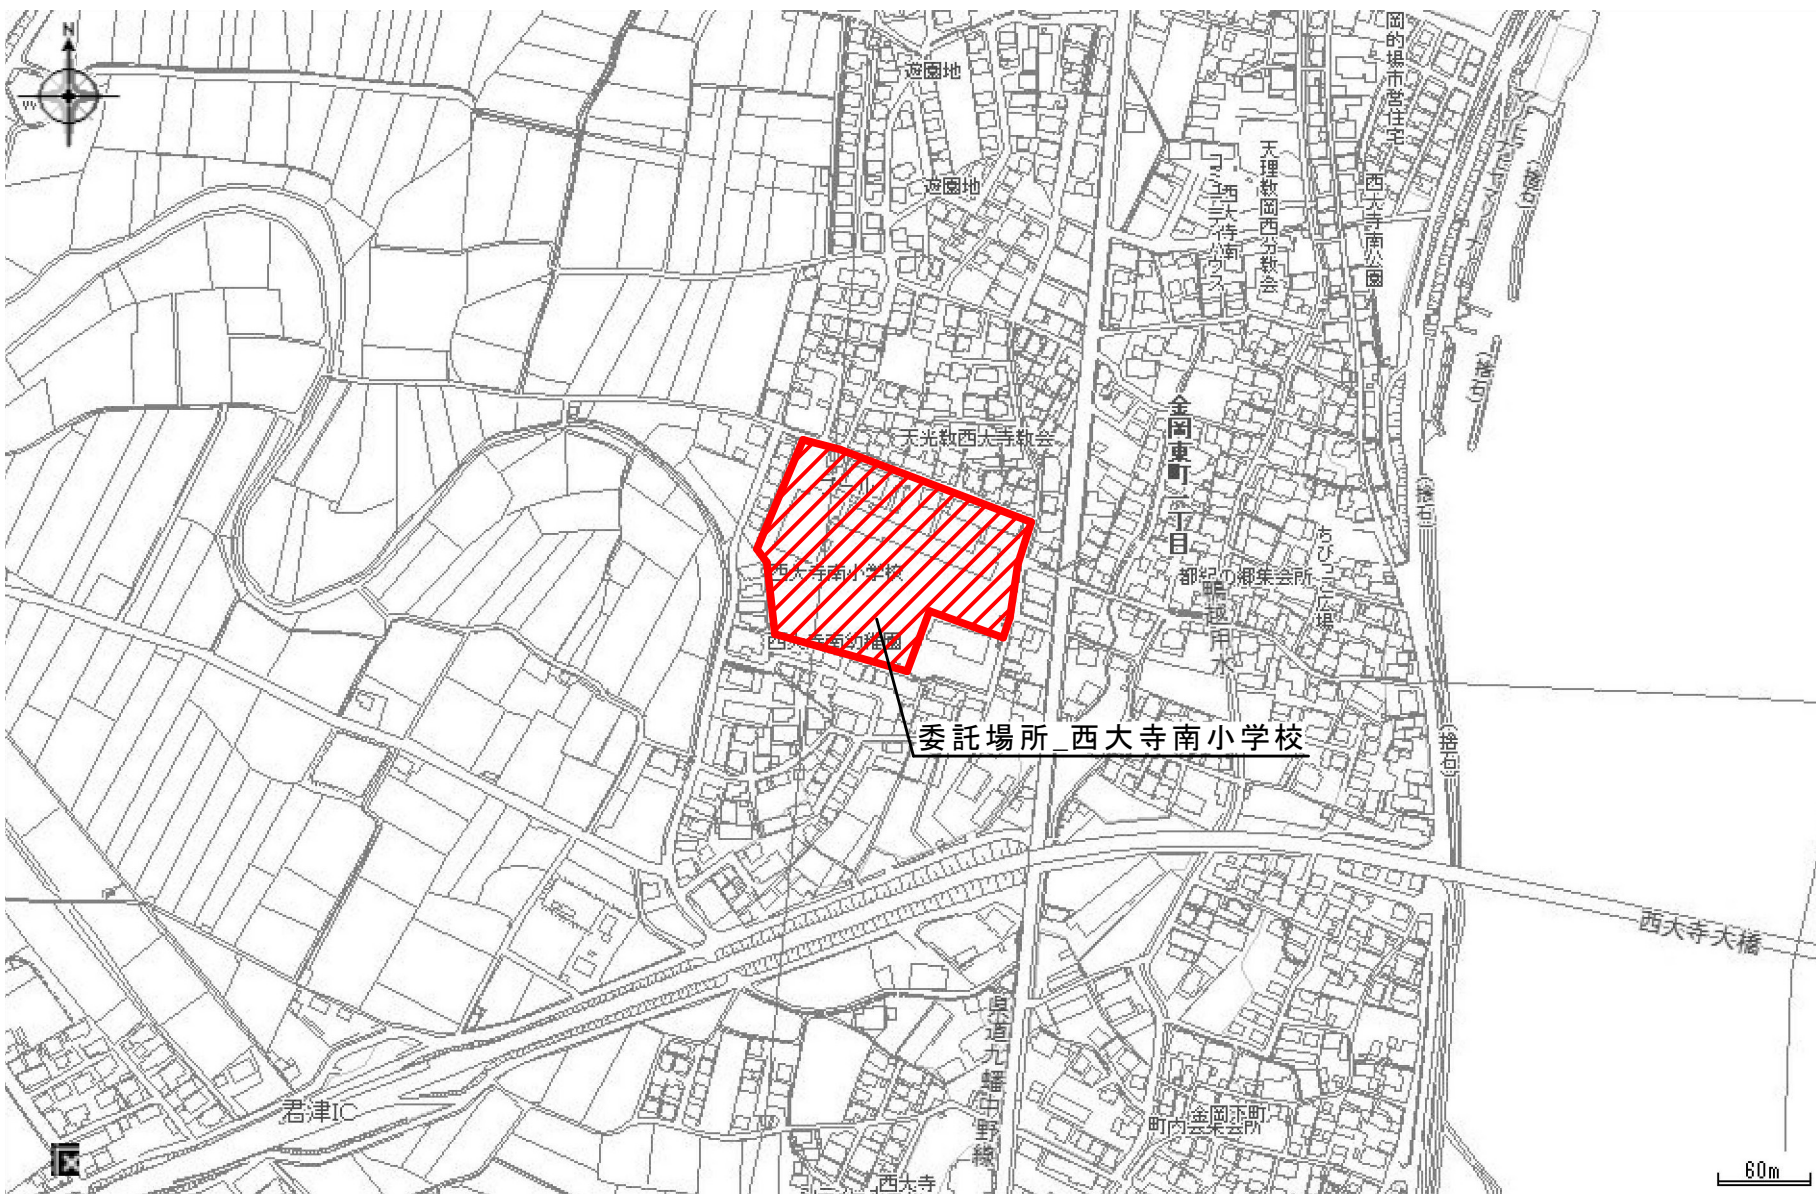 N
遊園地
岡的場市営住宅
遊園地
天理教岡西分教会
西大寺南
コミュニティハウス
西大寺南公園
(捨石)
(捨石)
金岡東町一丁目
天光教西大寺教会
プール
(捨石)
ちびっこ広場
西大寺南小学校
都紀の郷集会所
鴨越用水
西大寺南幼稚園
委託場所_西大寺南小学校
(捨石)
西大寺大橋
県道九蟠中野線
君津IC
金岡下町
町内会集会所
西大寺
60m